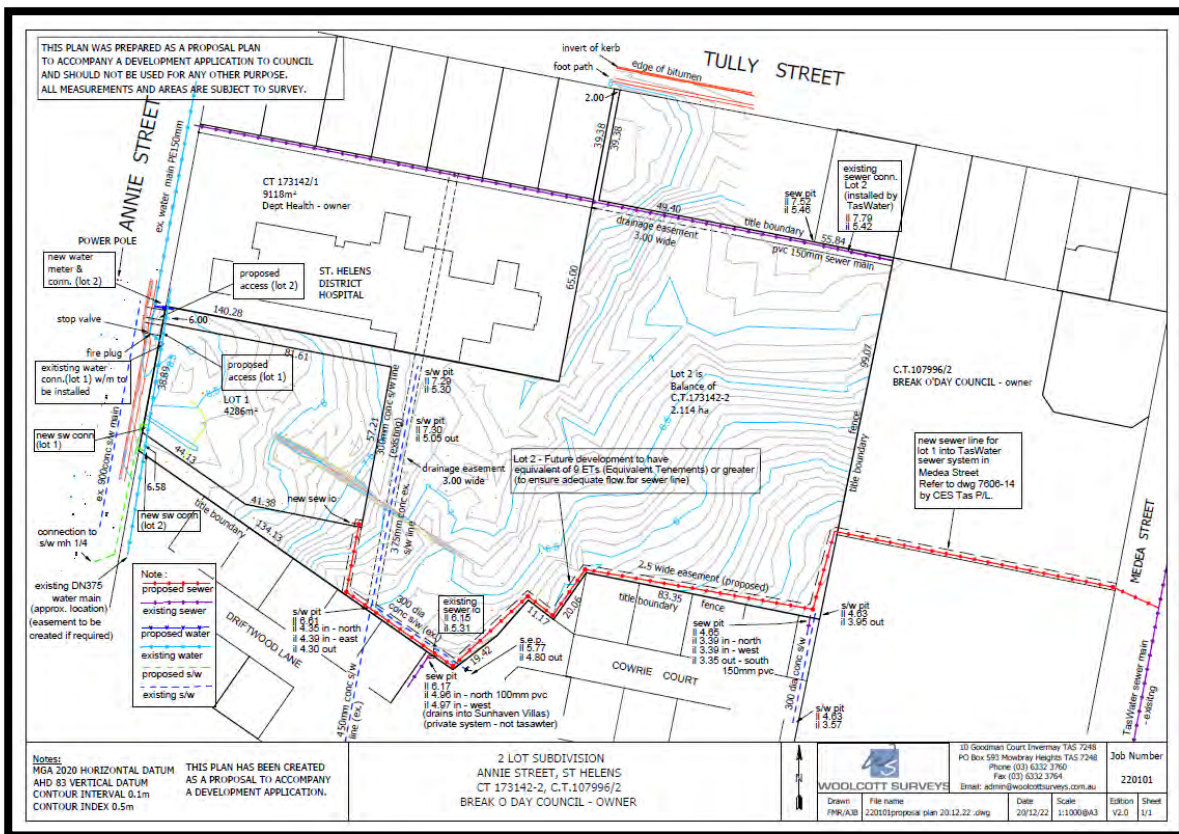 THIS PLAN WAS PREPARED AS A PROPOSAL PLAN
TO ACCOMPANY A DEVELOPMENT APPLICATION TO COUNCIL
AND SHOULD NOT BE USED FOR ANY OTHER PURPOSE.
ALL MEASUREMENTS AND AREAS ARE SUBJECT TO SURVEY.
invert of kerb
edge of bitumen
foot path
TULLY STREET
2.00
39.38
39.38
ANNIE STREET
ex. water main PE150mm
CT 173142/1
9118m²
Dept Health - owner
existing
sewer conn.
Lot 2
(installed by
TasWater)
ll 7.79
il 5.42
sew pit
ll 7.52
il 5.46
49.40
title boundary
55.84
drainage easement
3.00 wide
pvc 150mm sewer main
POWER POLE
new water
meter &
conn. (lot 2)
proposed
access (lot 2)
ST. HELENS
DISTRICT
HOSPITAL
65.00
stop valve
6.00
140.28
fire plug
81.61
99.07
exitisting water
conn.(lot 1) w/m to
be installed
38.89
8.5
proposed
access (lot 1)
LOT 1
4286m²
s/w pit
ll 7.29
il 5.30
Lot 2 is
Balance of
C.T.173142-2
2.114 ha
C.T.107996/2
BREAK O'DAY COUNCIL - owner
57.21
300mm conc s/w line
(existing)
s/w pit
ll 7.30
il 5.05 out
fence
title boundary
new sw conn
(lot 1)
ex. 900conc s/w main
44.13
drainage easement
3.00 wide
Lot 2 - Future development to have
equivalent of 9 ETs (Equivalent Tenements) or greater
(to ensure adequate flow for sewer line)
new sewer line for
lot 1 into TasWater
sewer system in
Medea Street
Refer to dwg 7606-14
by CES Tas P/L.
6.58
41.38
new sew io
375mm conc ex.
s/w line
new sw conn
(lot 2)
title boundary
134.13
connection to
s/w mh 1/4
MEDEA STREET
existing DN375
water main
(approx. location)
(easement to be
created if required)
Note :
proposed sewer
existing sewer
proposed water
existing water
proposed s/w
existing s/w
2.5 wide easement (proposed)
83.35
title boundary
fence
20.06
11.17
s/w pit
ll 6.61
il 4.35 in - north
il 4.39 in - east
il 4.30 out
300 dia
conc s/w (ex)
existing
sewer io
ll 6.15
il 5.31
s.e.p.
ll 5.77
il 4.80 out
19.42
s/w pit
ll 4.63
il 3.95 out
sew pit
ll 4.65
il 3.39 in - north
il 3.39 in - west
il 3.35 out - south
150mm pvc
DRIFTWOOD LANE
COWRIE COURT
450mm conc s/w
line (ex.)
sew pit
ll 6.17
il 4.96 in - north 100mm pvc
il 4.97 in - west
(drains into Sunhaven Villas)
(private system - not tasawter)
300 dia conc s/w
s/w pit
ll 4.63
il 3.57
TasWater sewer main
- existing
Notes:
MGA 2020 HORIZONTAL DATUM
AHD 83 VERTICAL DATUM
CONTOUR INTERVAL 0.1m
CONTOUR INDEX 0.5m
THIS PLAN HAS BEEN CREATED
AS A PROPOSAL TO ACCOMPANY
A DEVELOPMENT APPLICATION.
2 LOT SUBDIVISION
ANNIE STREET, ST HELENS
CT 173142-2, C.T.107996/2
BREAK O DAY COUNCIL - OWNER
N
WOOLCOTT SURVEYS
10 Goodman Court Invermay TAS 7248
PO Box 593 Mowbray Heights TAS 7248
Phone (03) 6332 3760
Fax (03) 6332 3764
Email: admin@woolcottsurveys.com.au
Job Number
220101
Drawn
FMR/AJB
File name
220101proposal plan 20.12.22 .dwg
Date
20/12/22
Scale
1:1000@A3
Edition
V2.0
Sheet
1/1